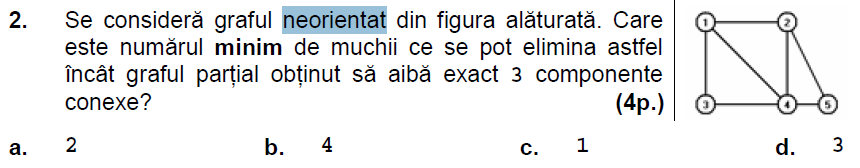 2. Se consideră graful neorientat din figura alăturată. Care
este numărul minim de muchii ce se pot elimina astfel
încât graful parțial obținut să aibă exact 3 componente
conexe? (4p.)
1 2
3 4 5
a. 2 b. 4 c. 1 d. 3